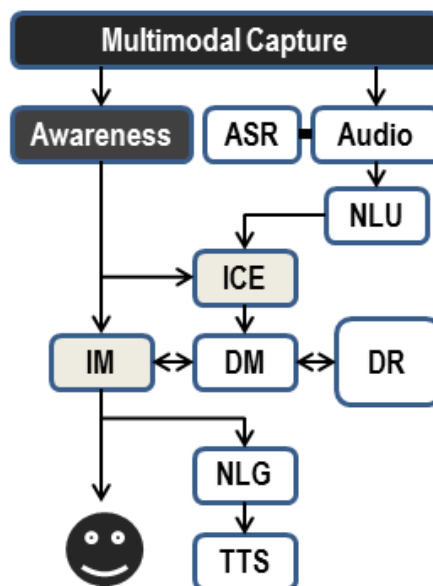 Multimodal Capture
Awareness
ASR
Audio
NLU
ICE
IM
DM
DR
NLG
TTS